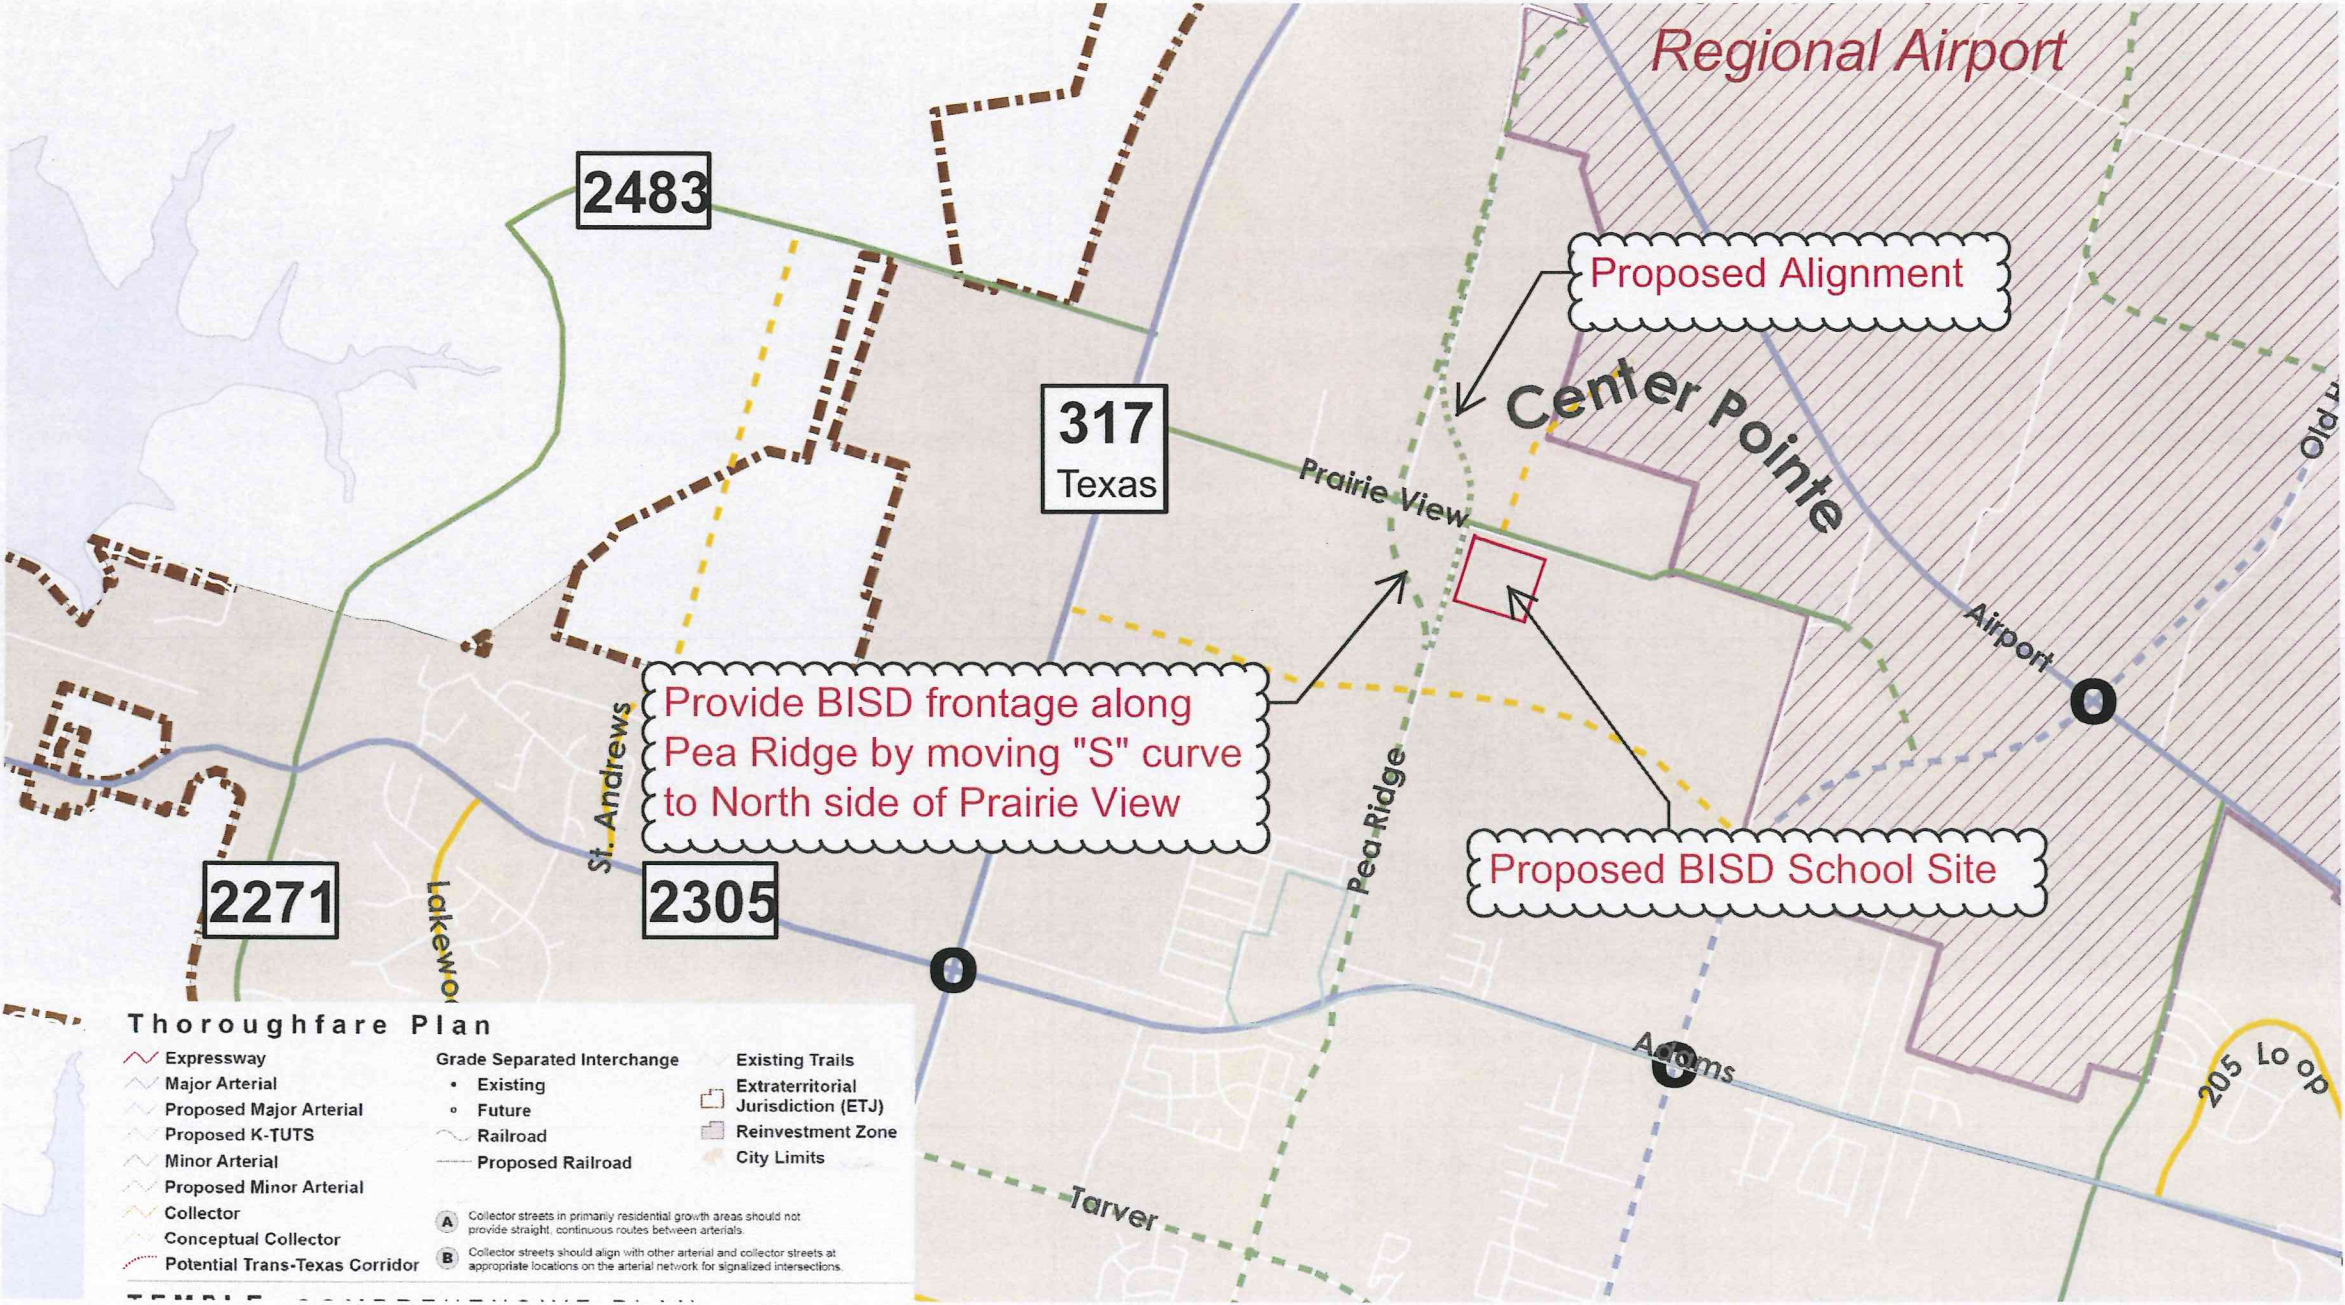 Regional Airport
2483
Proposed Alignment
Center Pointe
317
Texas
Prairie View
Old
Airport
O
Provide BISD frontage along
Pea Ridge by moving "S" curve
to North side of Prairie View
St. Andrews
Pea Ridge
Proposed BISD School Site
2271
Lakewo
2305
O
Adams
O
205 Loop
Tarver
Thoroughfare Plan
Expressway
Major Arterial
Proposed Major Arterial
Proposed K-TUTS
Minor Arterial
Proposed Minor Arterial
Collector
Conceptual Collector
Potential Trans-Texas Corridor
Grade Separated Interchange
Existing
Future
Railroad
Proposed Railroad
Existing Trails
Extraterritorial
Jurisdiction (ETJ)
Reinvestment Zone
City Limits
A Collector streets in primarily residential growth areas should not
provide straight, continuous routes between arterials.
B Collector streets should align with other arterial and collector streets at
appropriate locations on the arterial network for signalized intersections.